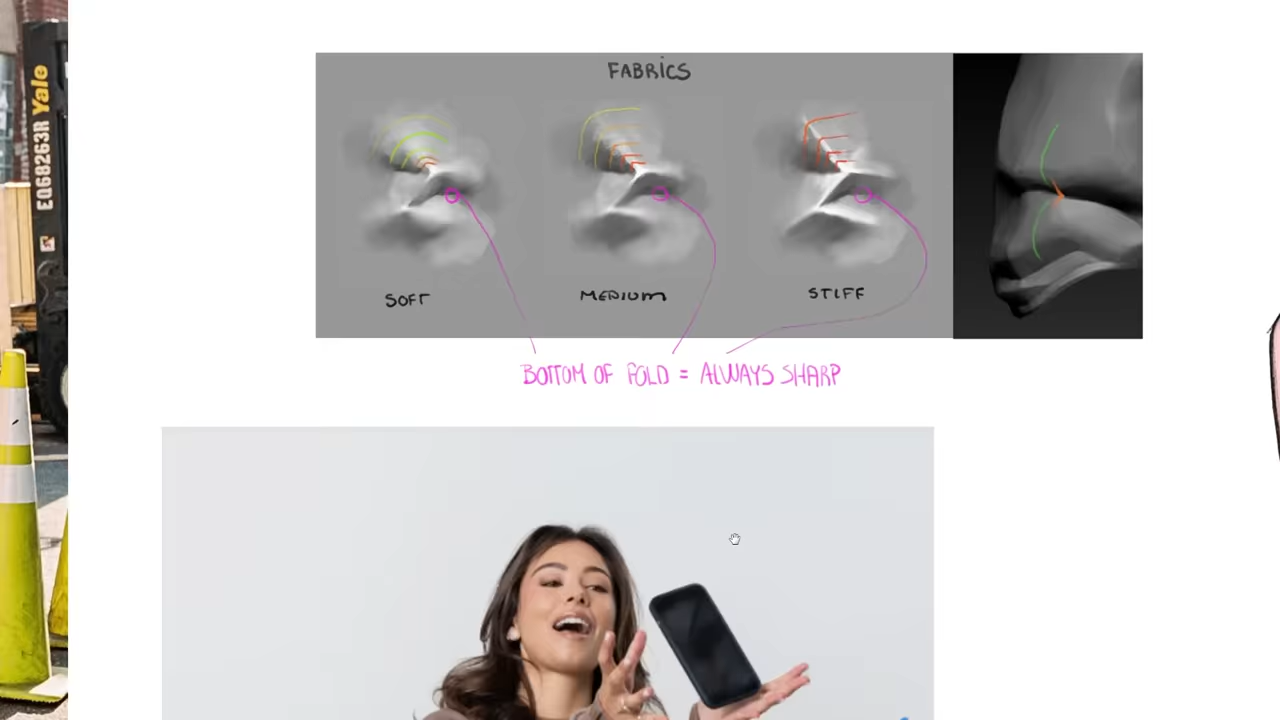 EQ68263R Yale
FABRICS
SOFT
MEDIUM
STIFF
BOTTOM OF FOLD = ALWAYS SHARP